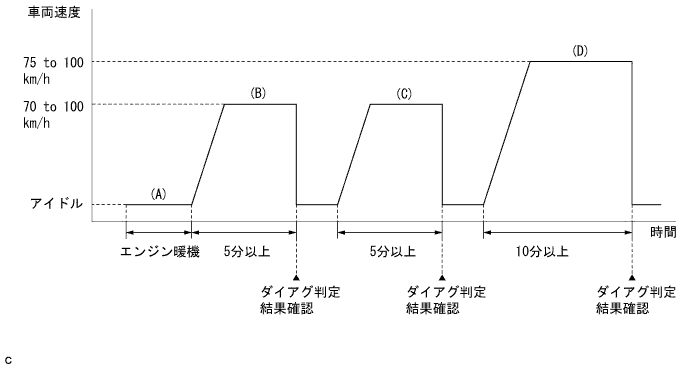 車両速度
75 to 100
km/h
70 to 100
km/h
アイドル
(A)
(B)
(C)
(D)
時間
エンジン暖機
5分以上
5分以上
10分以上
ダイアグ判定
結果確認
ダイアグ判定
結果確認
ダイアグ判定
結果確認
c